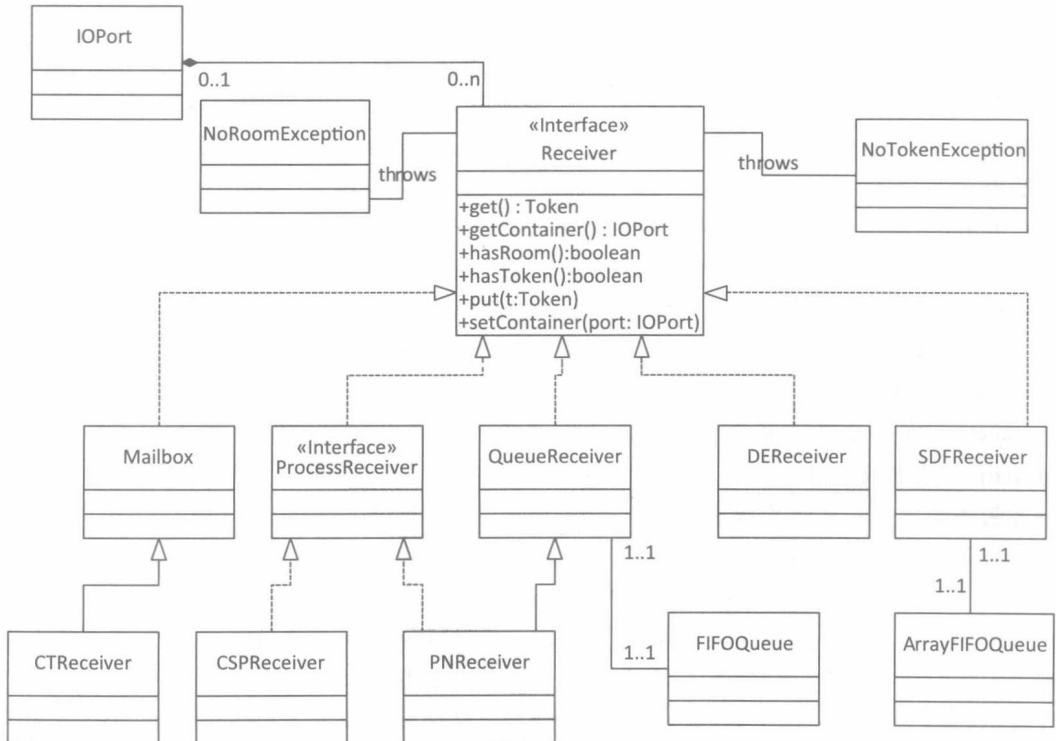 IOPort
0..1
0..n
NoRoomException
throws
«Interface»
Receiver
throws
NoTokenException
+get() : Token
+getContainer() : IOPort
+hasRoom():boolean
+hasToken():boolean
+put(t:Token)
+setContainer(port: IOPort)
Mailbox
«Interface»
ProcessReceiver
QueueReceiver
DEReceiver
SDFReceiver
1..1
1..1
1..1
1..1
CTReceiver
CSPReceiver
PNReceiver
FIFOQueue
ArrayFIFOQueue